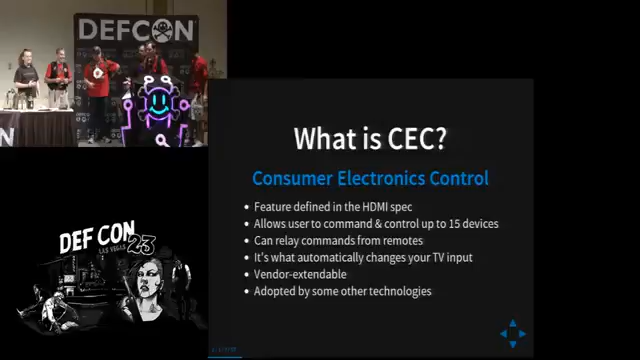 DEFCON
N
What is CEC?
Consumer Electronics Control
Feature defined in the HDMI spec
Allows user to command & control up to 15 devices
Can relay commands from remotes
It's what automatically changes your TV input
Vendor-extendable
Adopted by some other technologies
DEF CON
LAS VEGAS
23